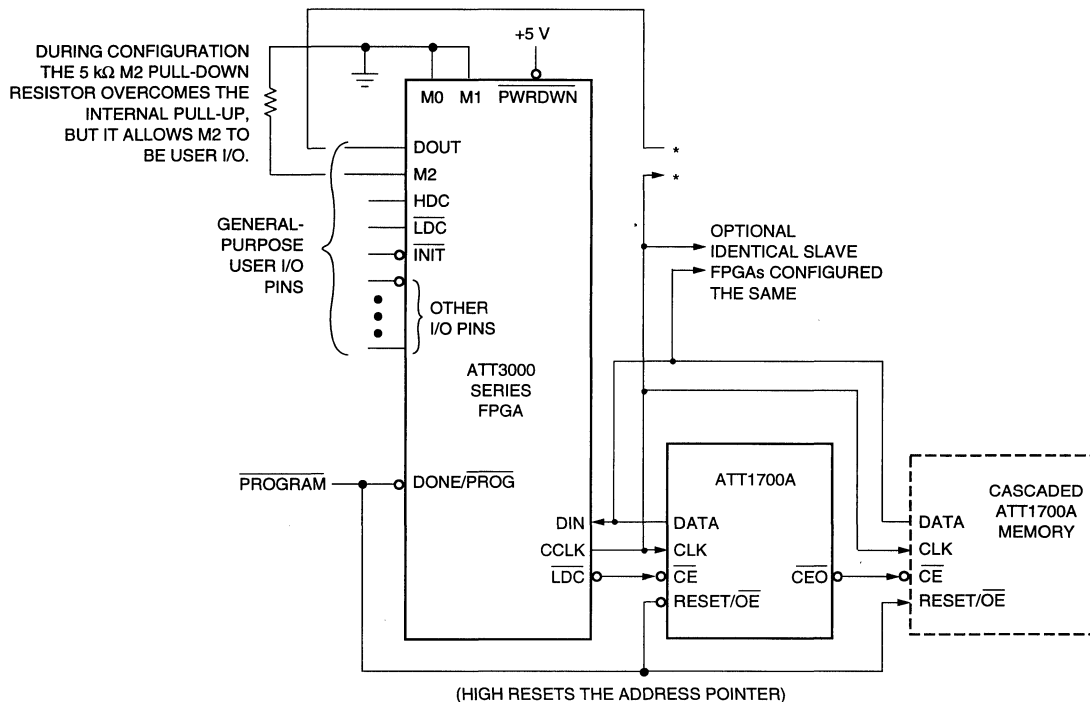 +5 V
DURING CONFIGURATION
THE 5 kΩ M2 PULL-DOWN
RESISTOR OVERCOMES THE
INTERNAL PULL-UP,
BUT IT ALLOWS M2 TO
BE USER I/O.
M0 M1 PWRDWN
DOUT
M2
HDC
LDC
INIT
GENERAL-
PURPOSE
USER I/O
PINS
OTHER
I/O PINS
*
*
OPTIONAL
IDENTICAL SLAVE
FPGAs CONFIGURED
THE SAME
ATT3000
SERIES
FPGA
PROGRAM
DONE/PROG
DIN
CCLK
LDC
ATT1700A
DATA
CLK
CE
RESET/OE
CEO
CASCADED
ATT1700A
MEMORY
DATA
CLK
CE
RESET/OE
(HIGH RESETS THE ADDRESS POINTER)